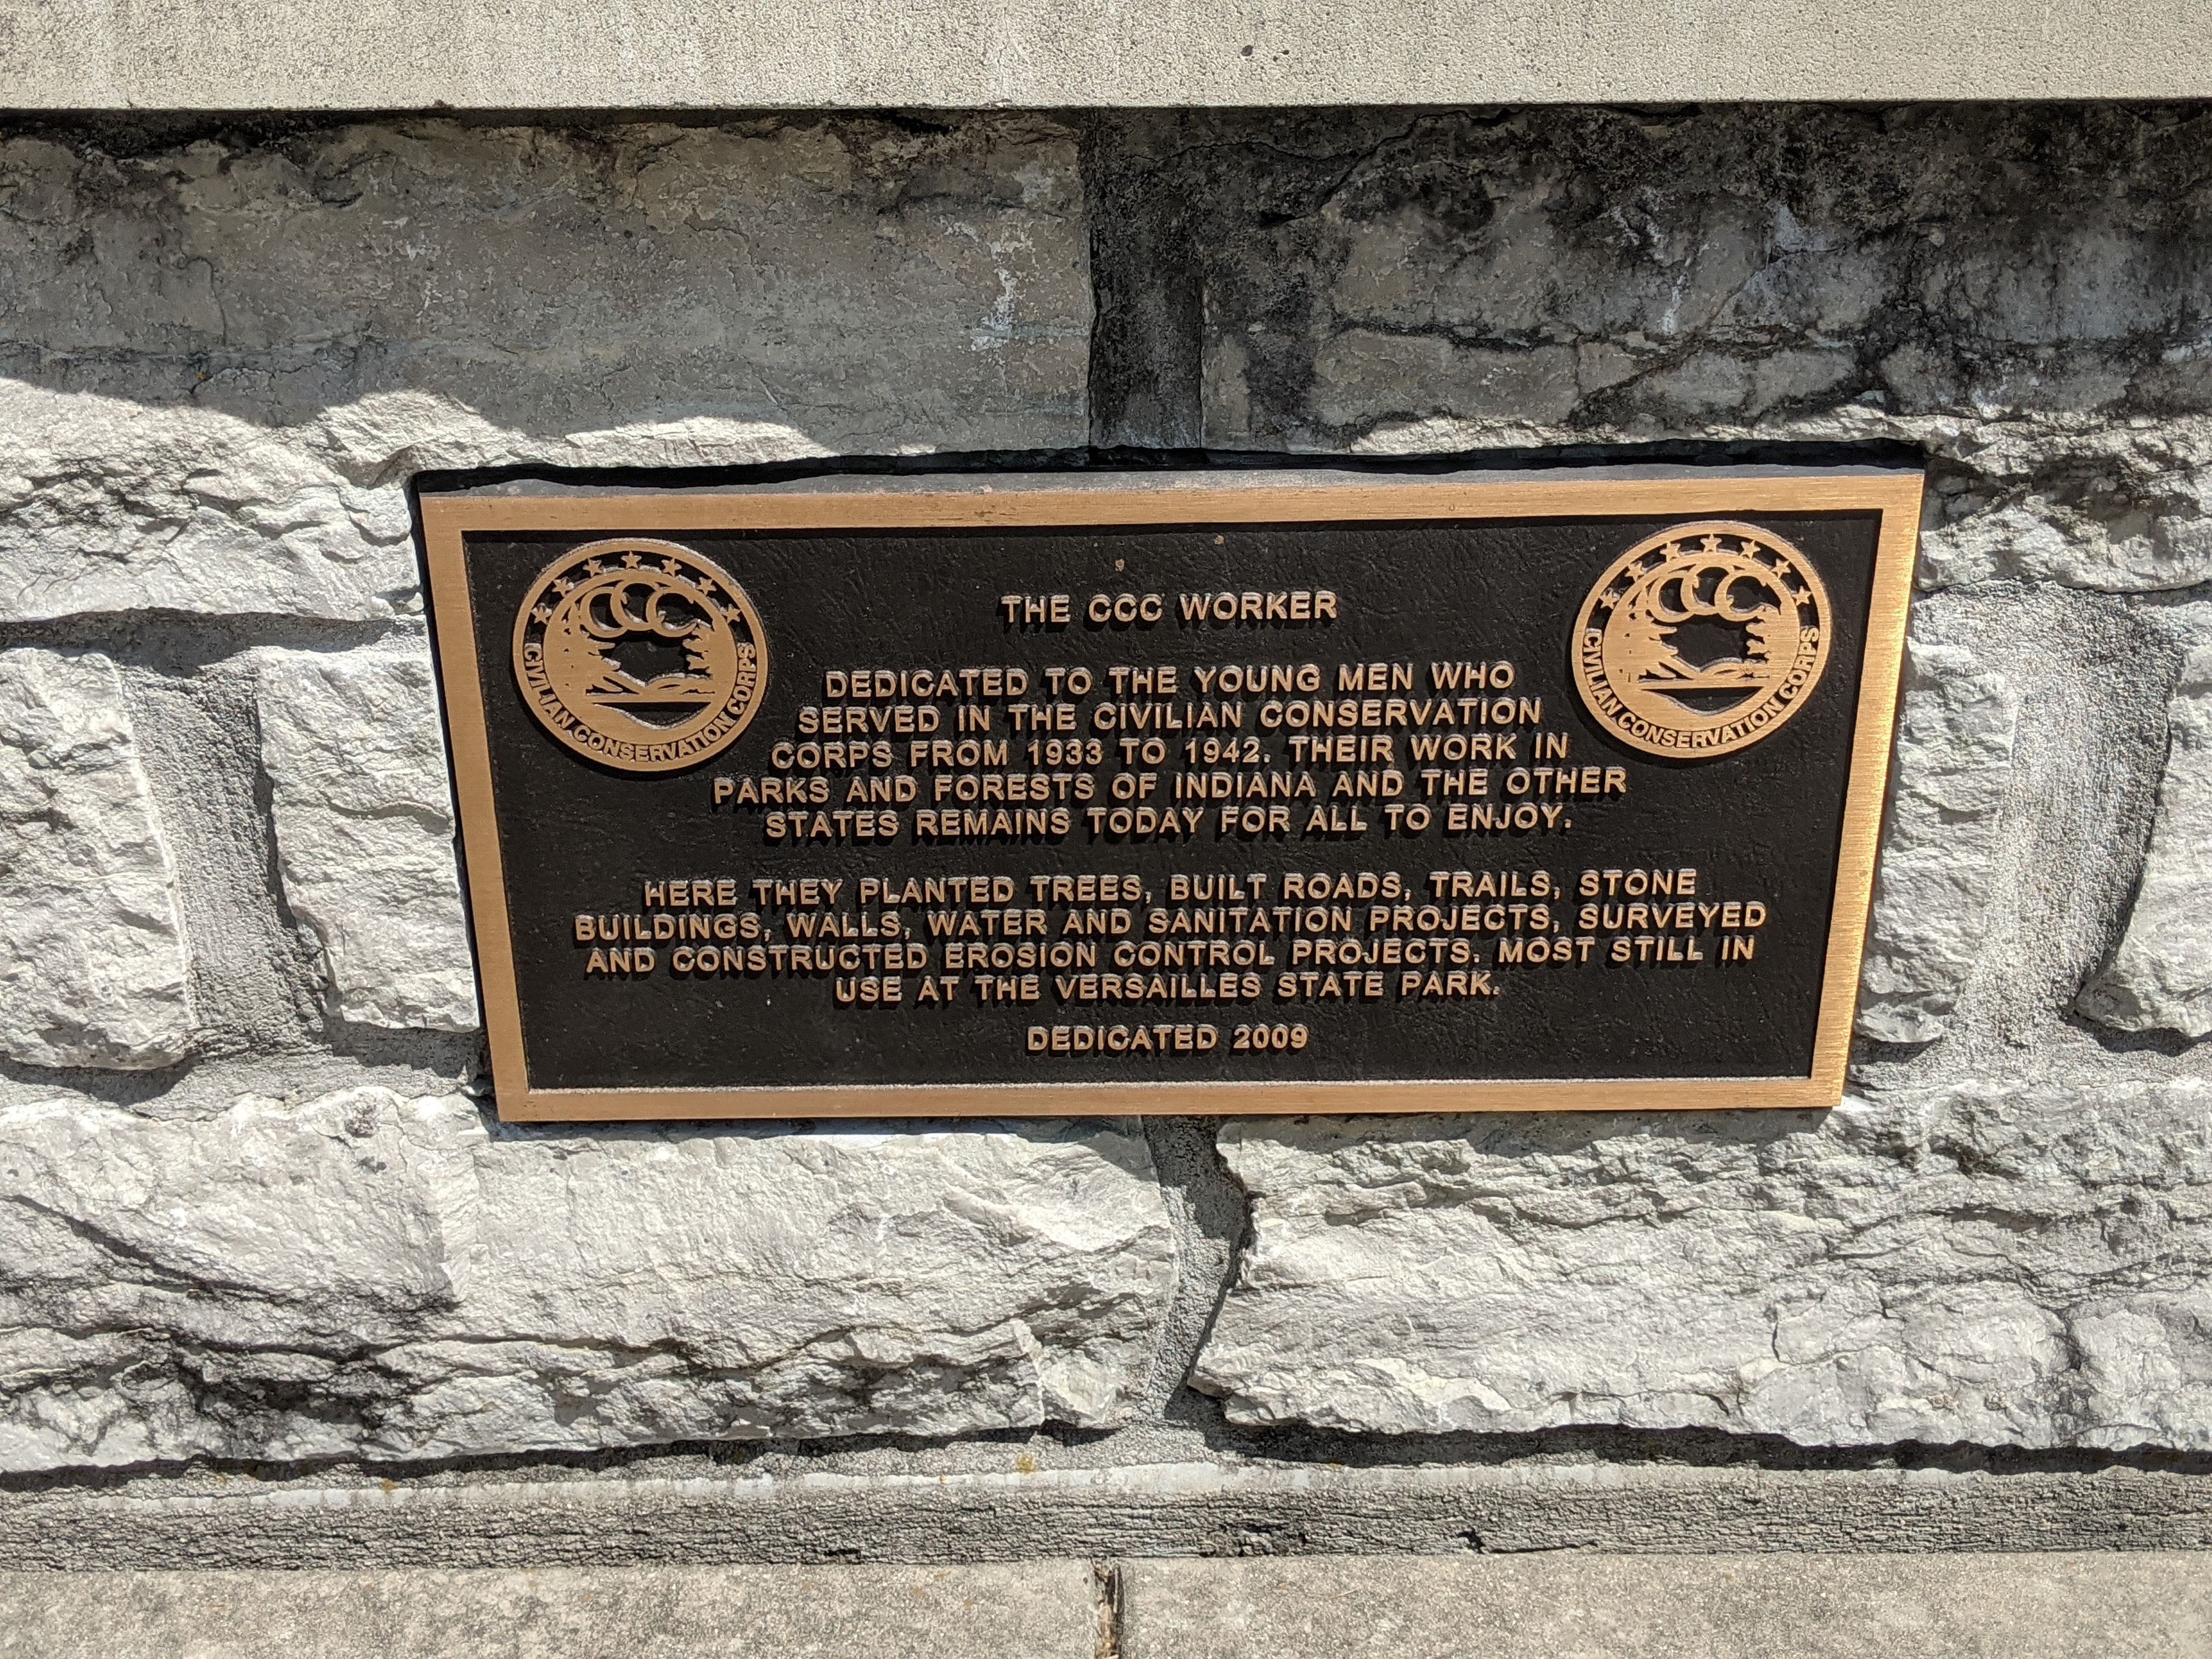 CCC
CIVILIAN CONSERVATION CORPS
CCC
CIVILIAN CONSERVATION CORPS
THE CCC WORKER
DEDICATED TO THE YOUNG MEN WHO
SERVED IN THE CIVILIAN CONSERVATION
CORPS FROM 1933 TO 1942. THEIR WORK IN
PARKS AND FORESTS OF INDIANA AND THE OTHER
STATES REMAINS TODAY FOR ALL TO ENJOY.
HERE THEY PLANTED TREES, BUILT ROADS, TRAILS, STONE
BUILDINGS, WALLS, WATER AND SANITATION PROJECTS, SURVEYED
AND CONSTRUCTED EROSION CONTROL PROJECTS. MOST STILL IN
USE AT THE VERSAILLES STATE PARK.
DEDICATED 2009